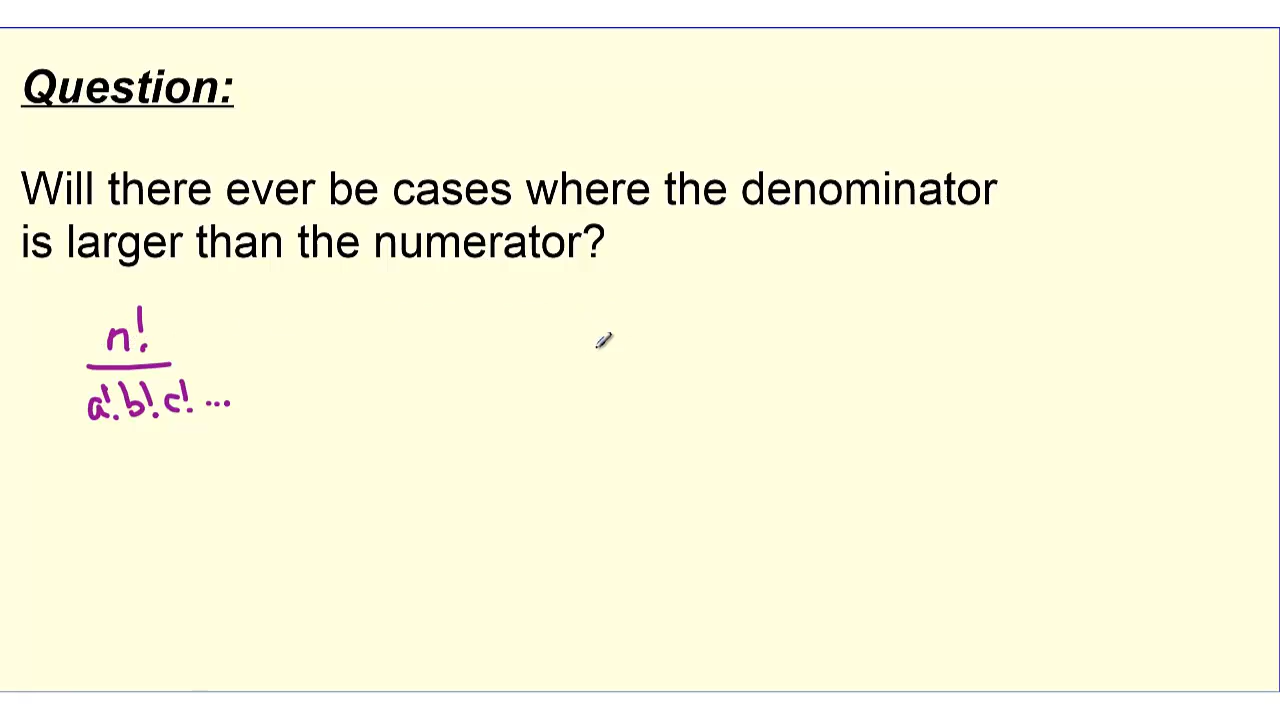 Question:
Will there ever be cases where the denominator
is larger than the numerator?
n!
a!b!c! ...